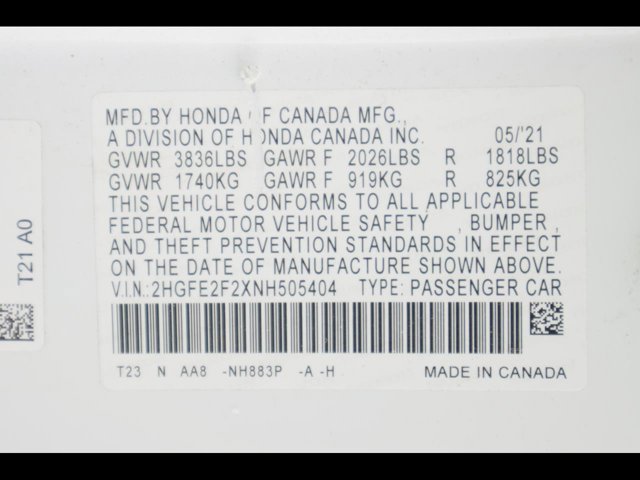 MFD. BY HONDA OF CANADA MFG.,
A DIVISION OF HONDA CANADA INC. 05/'21
GVWR 3836LBS GAWR F 2026LBS R 1818LBS
GVWR 1740KG GAWR F 919KG R 825KG
THIS VEHICLE CONFORMS TO ALL APPLICABLE
FEDERAL MOTOR VEHICLE SAFETY , BUMPER ,
AND THEFT PREVENTION STANDARDS IN EFFECT
ON THE DATE OF MANUFACTURE SHOWN ABOVE.
V.I.N.:2HGFE2F2XNH505404 TYPE: PASSENGER CAR
T23 N AA8 -NH883P -A -H MADE IN CANADA
T21 A0